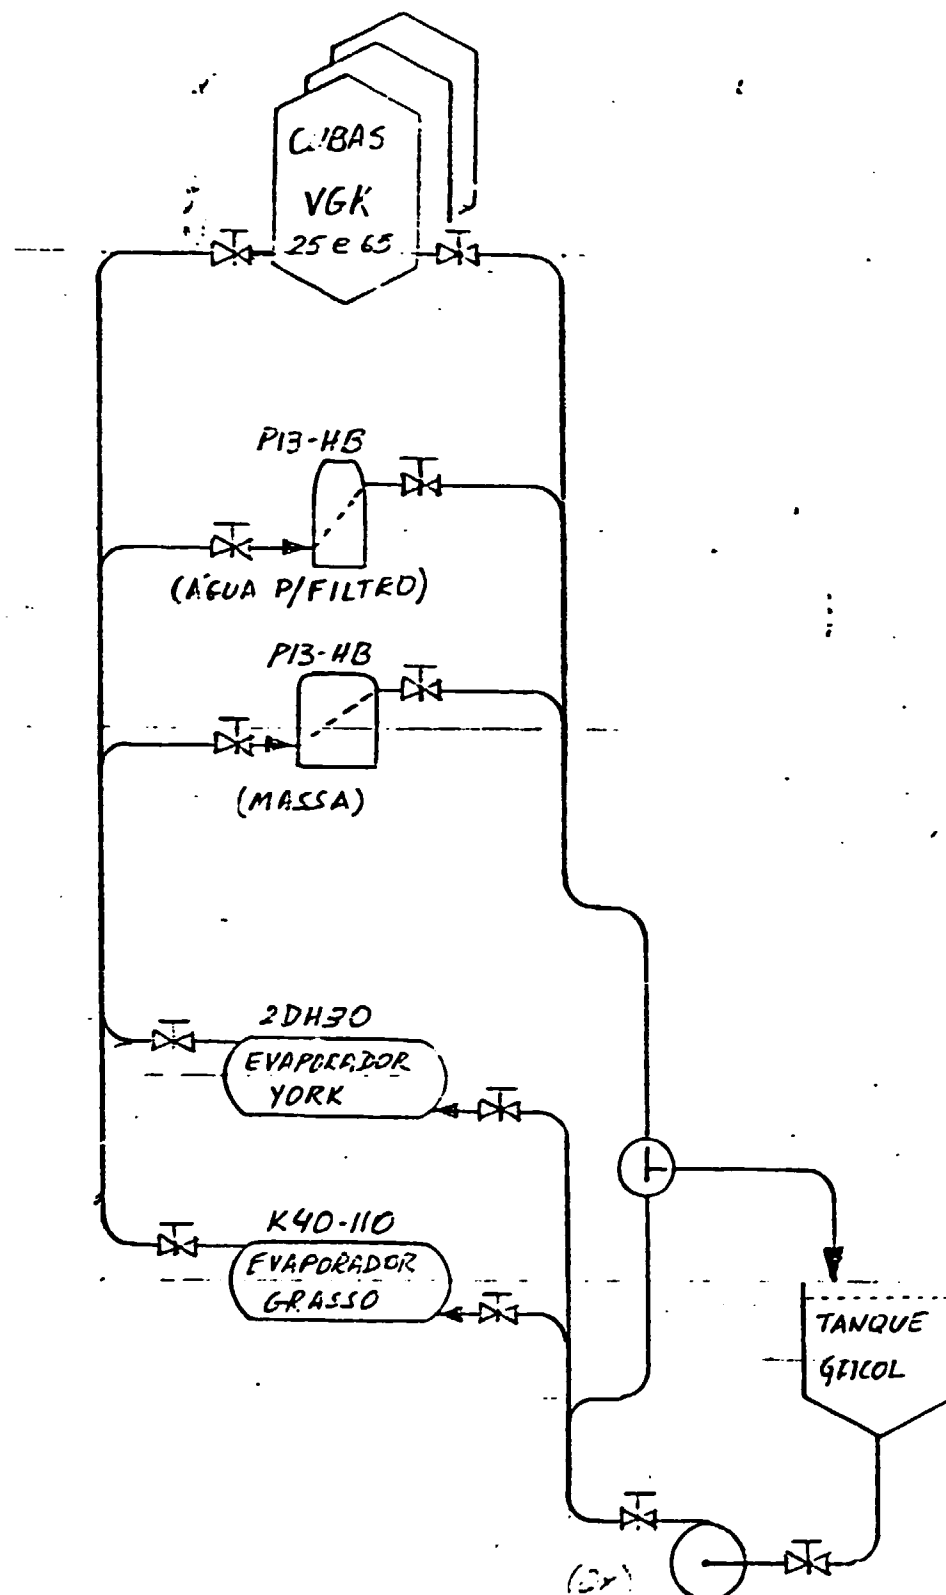 CUBAS
VGK
25 e 65
P13-HB
(ÁGUA P/FILTRO)
P13-HB
(MASSA)
2DH30
EVAPORADOR
YORK
K40-110
EVAPORADOR
GRASSO
TANQUE
GLICOL